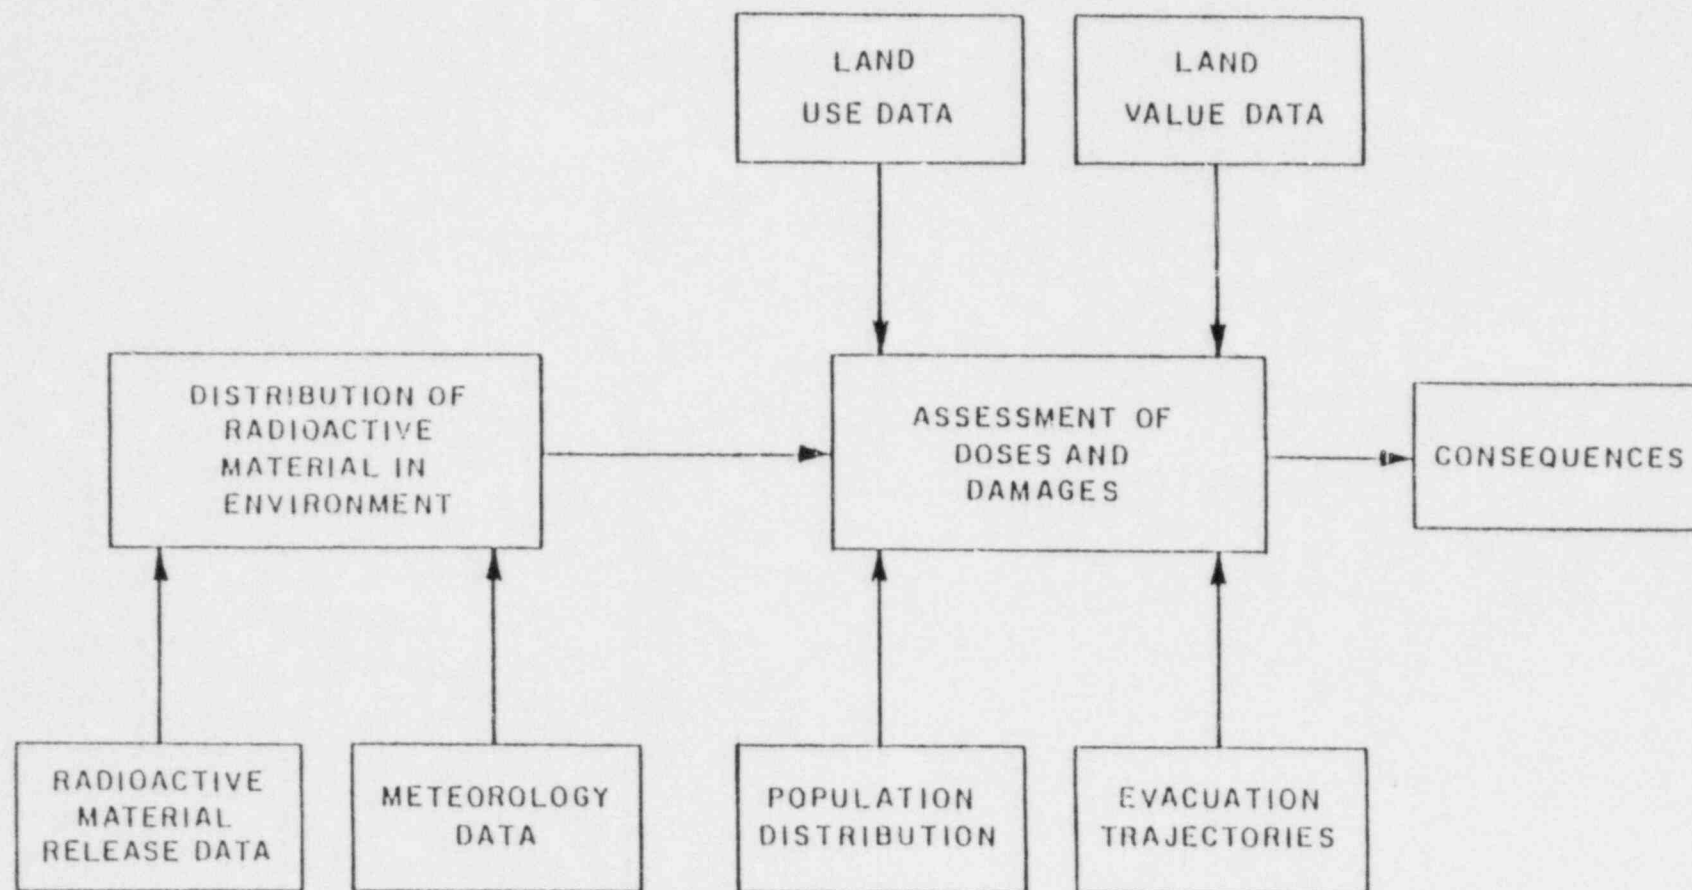 LAND
USE DATA
LAND
VALUE DATA
DISTRIBUTION OF
RADIOACTIVE
MATERIAL IN
ENVIRONMENT
ASSESSMENT OF
DOSES AND
DAMAGES
CONSEQUENCES
RADIOACTIVE
MATERIAL
RELEASE DATA
METEOROLOGY
DATA
POPULATION
DISTRIBUTION
EVACUATION
TRAJECTORIES